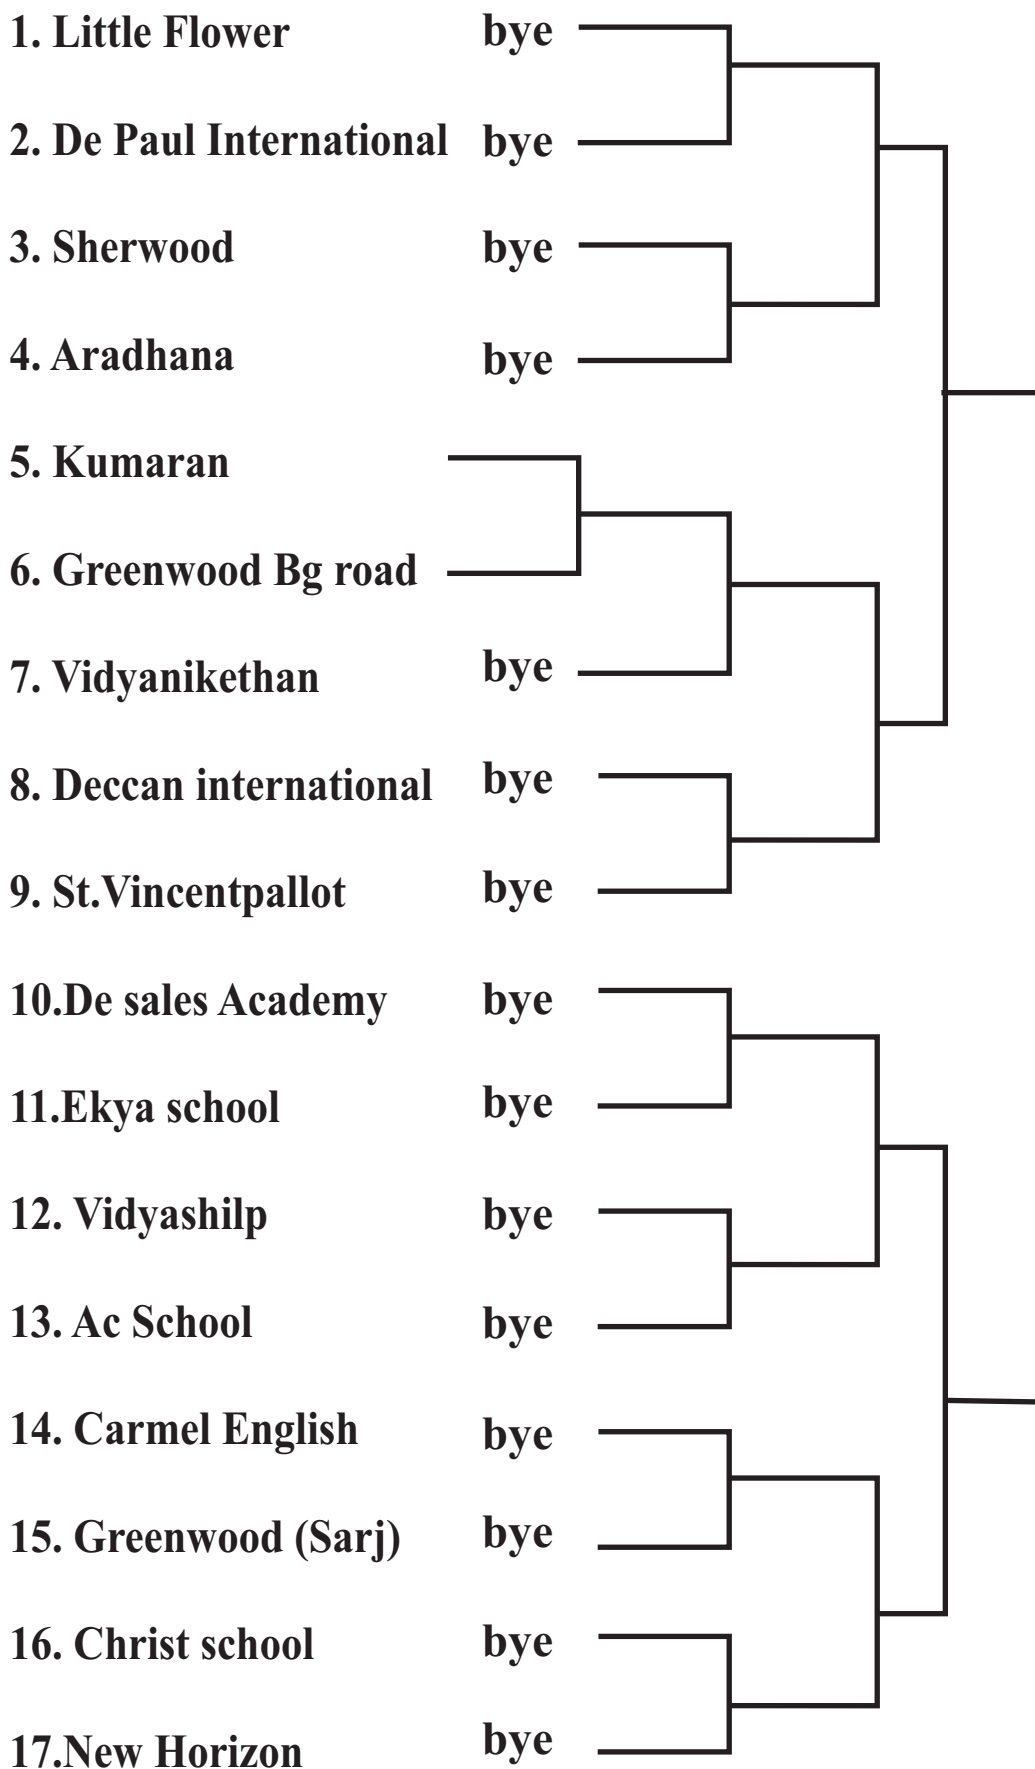 1. Little Flower bye
2. De Paul International bye
3. Sherwood bye
4. Aradhana bye
5. Kumaran
6. Greenwood Bg road
7. Vidyanikethan bye
8. Deccan international bye
9. St.Vincentpallot bye
10.De sales Academy bye
11.Ekya school bye
12. Vidyashilp bye
13. Ac School bye
14. Carmel English bye
15. Greenwood (Sarj) bye
16. Christ school bye
17.New Horizon bye